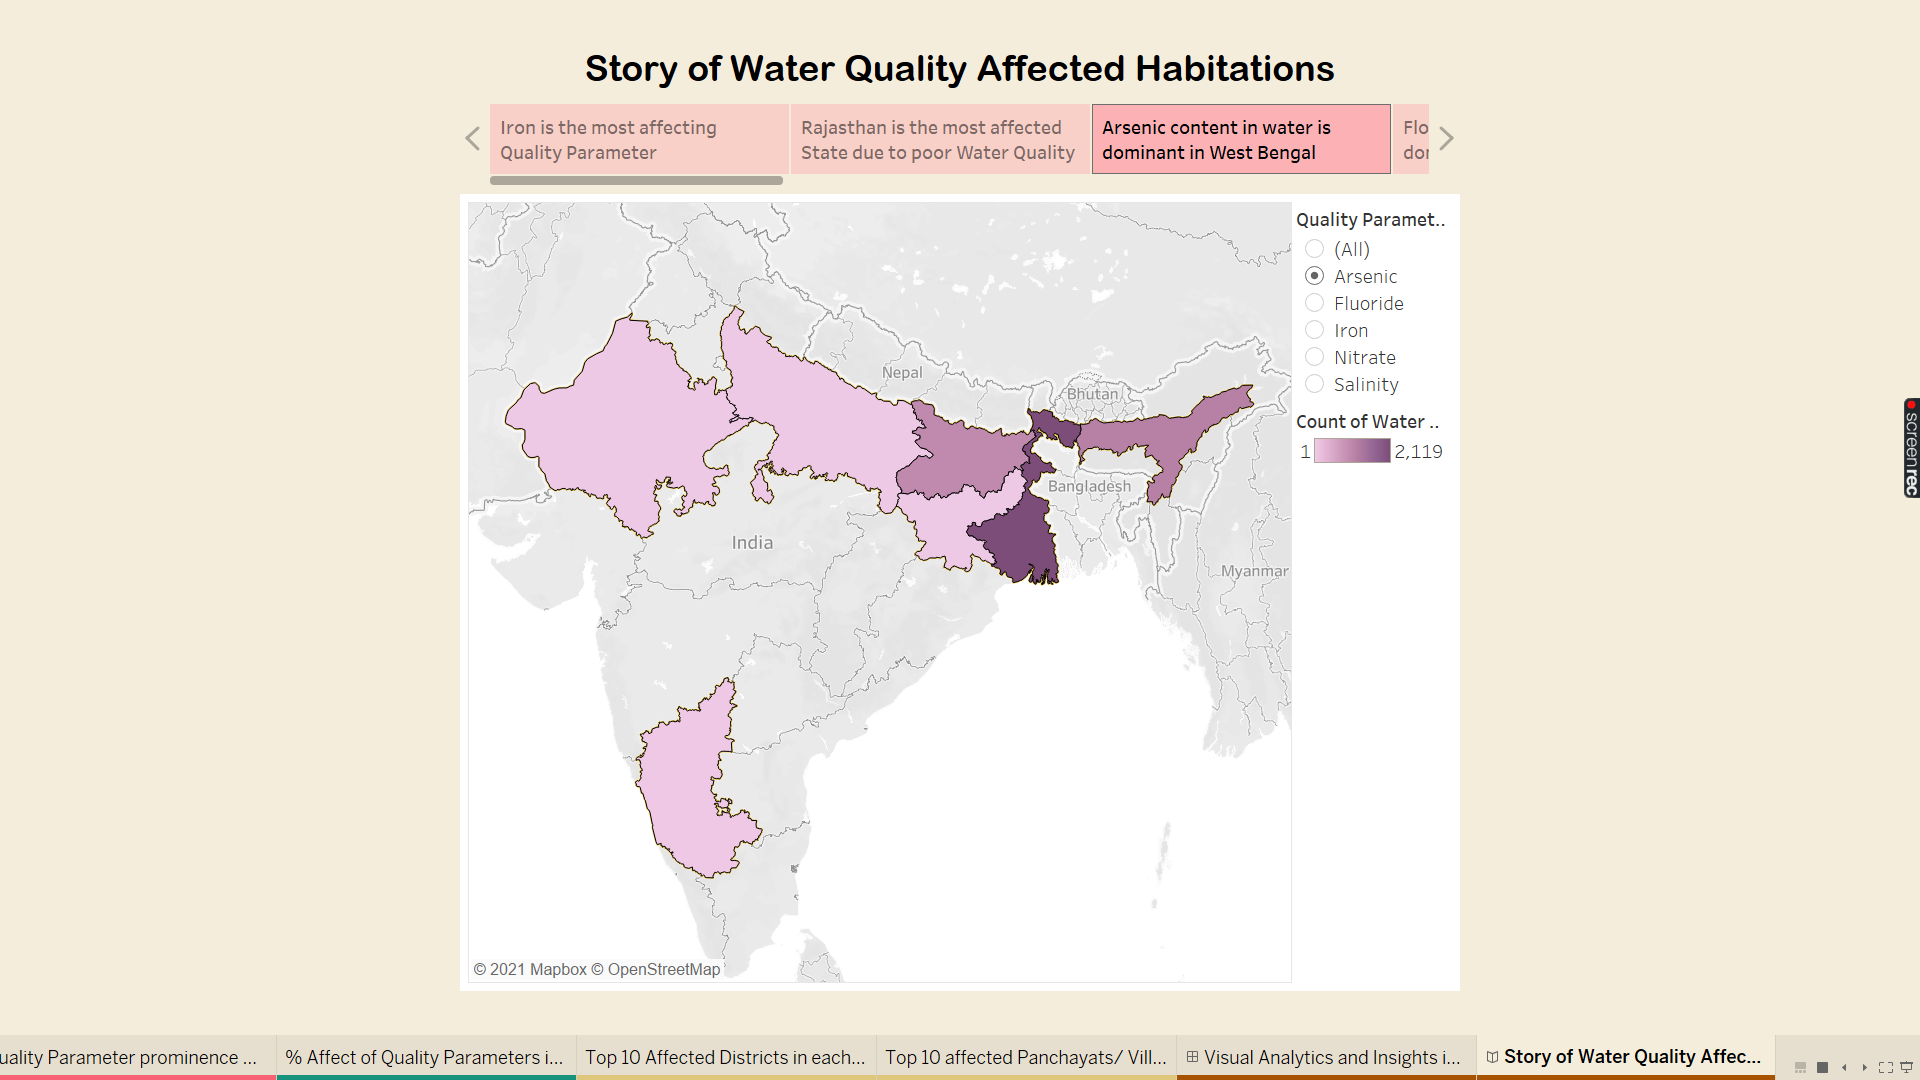 Story of Water Quality Affected Habitations
Iron is the most affecting
Quality Parameter
Rajasthan is the most affected
State due to poor Water Quality
Arsenic content in water is
dominant in West Bengal
Flo
dor
Quality Paramet..
(All)
Arsenic
Fluoride
Iron
Nitrate
Salinity
Count of Water ..
1 2,119
Nepal
Bhutan
Bangladesh
India
Myanmar
© 2021 Mapbox © OpenStreetMap
screenrec
uality Parameter prominence ...
% Affect of Quality Parameters i...
Top 10 Affected Districts in each...
Top 10 affected Panchayats/ Vill...
Visual Analytics and Insights i...
Story of Water Quality Affec...